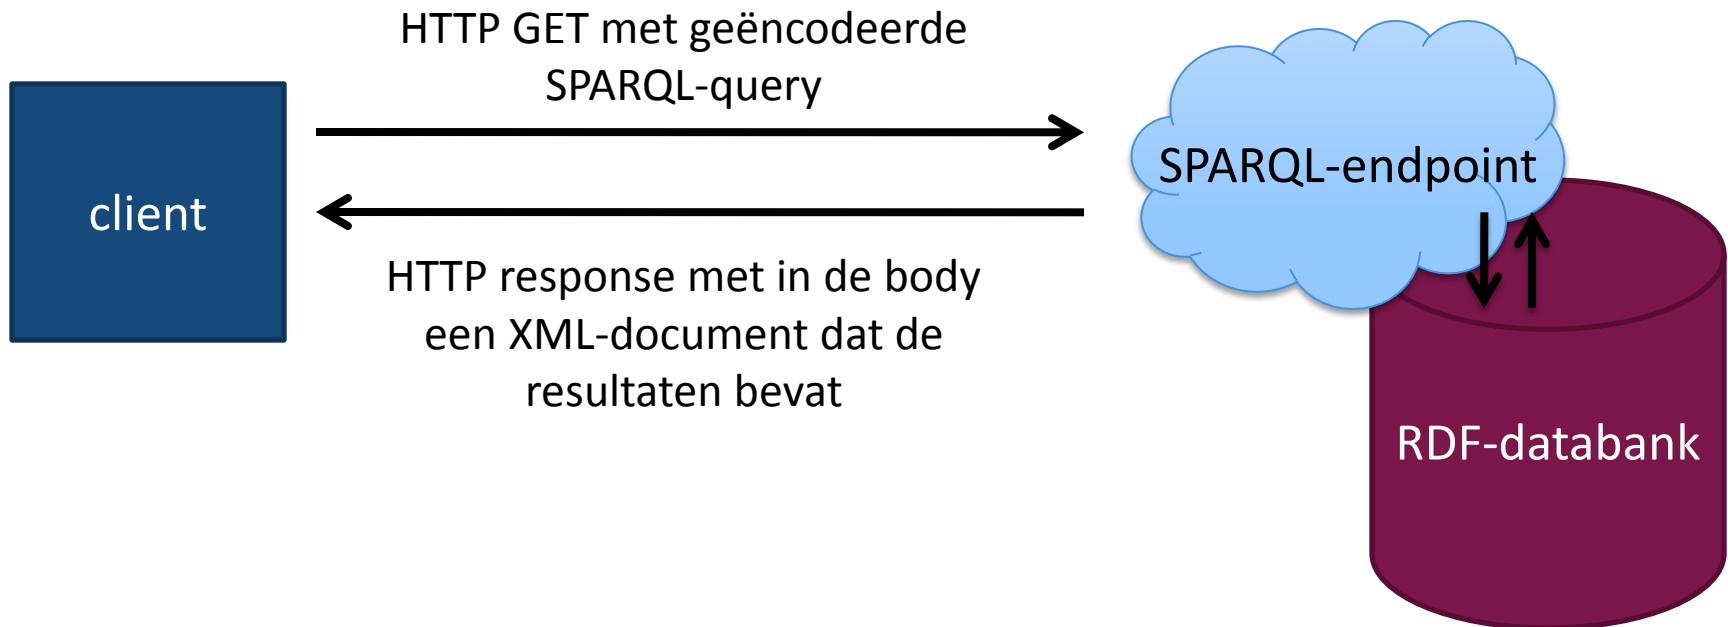 HTTP GET met geëncodeerde
SPARQL-query
client
SPARQL-endpoint
HTTP response met in de body
een XML-document dat de
resultaten bevat
RDF-databank